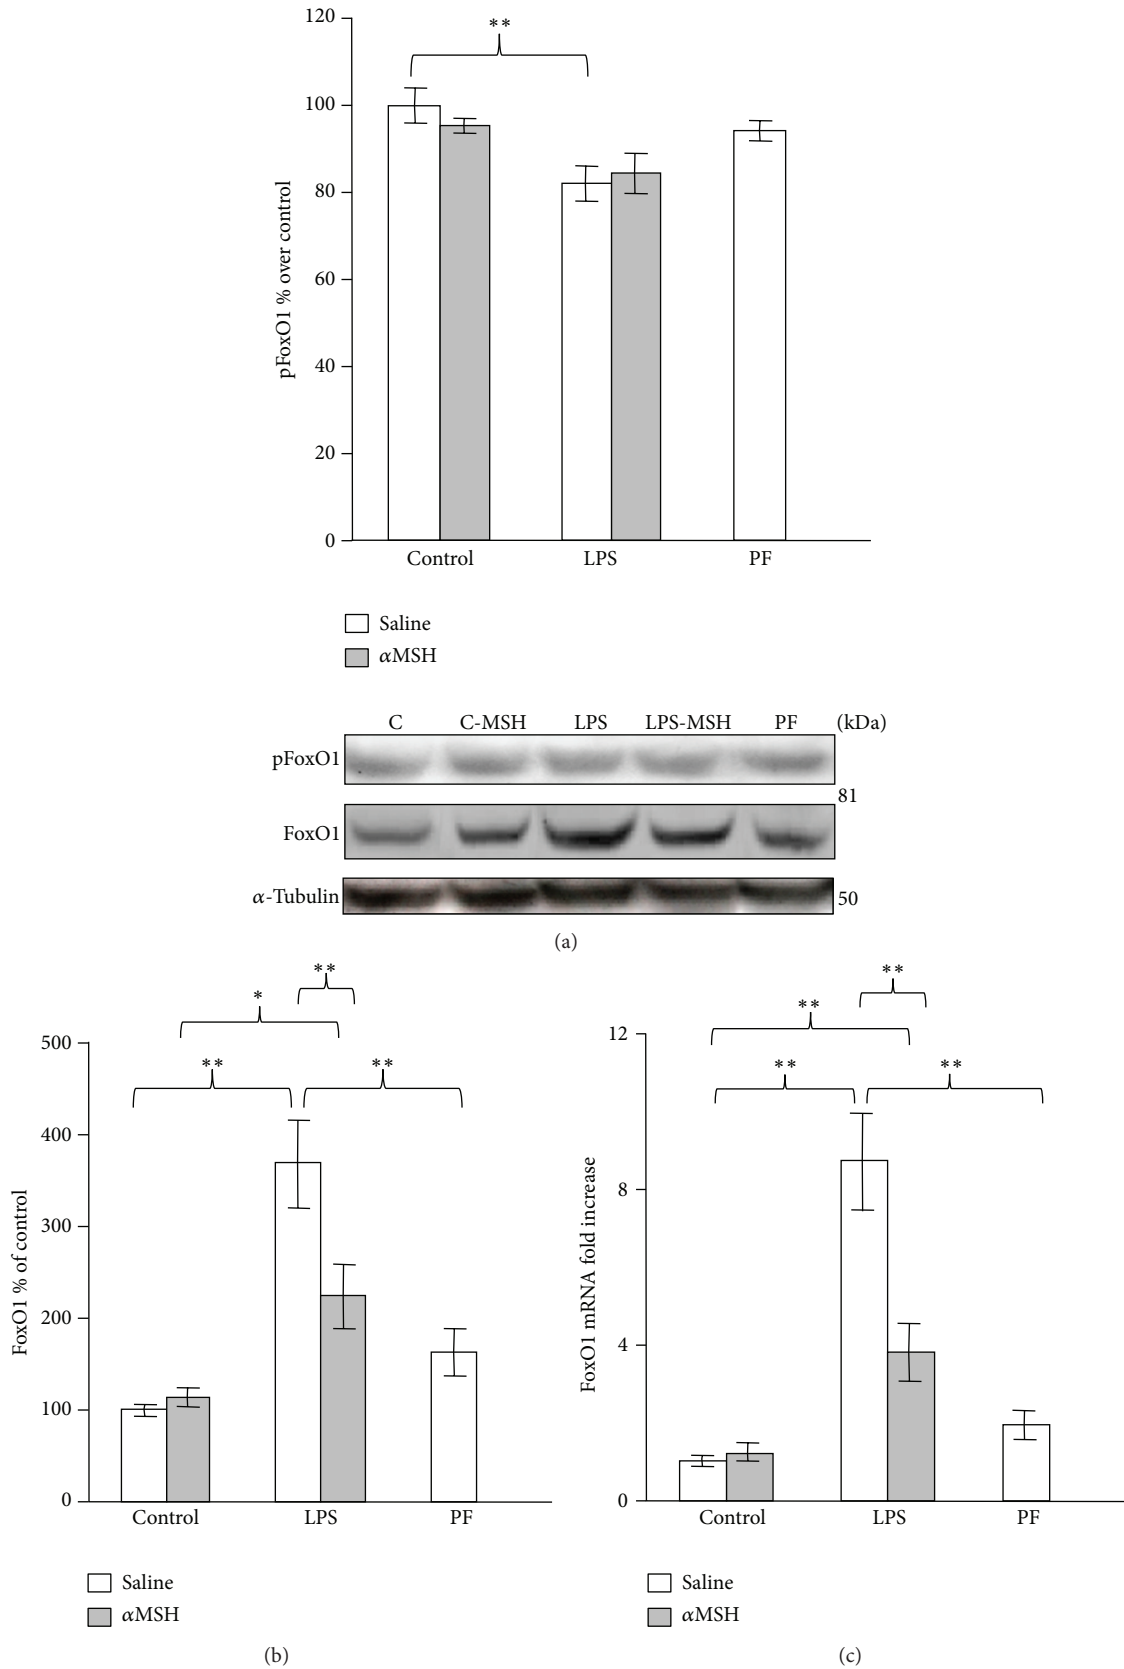 **
120
100
80
60
40
20
0
pFoxO1 % over control
Control LPS PF
Saline
αMSH
C C-MSH LPS LPS-MSH PF (kDa)
pFoxO1
81
FoxO1
α-Tubulin 50
(a)
**
*
** **
500
400
300
200
100
0
FoxO1 % of control
Control LPS PF
Saline
αMSH
(b)
**
**
** **
12
8
4
0
FoxO1 mRNA fold increase
Control LPS PF
Saline
αMSH
(c)